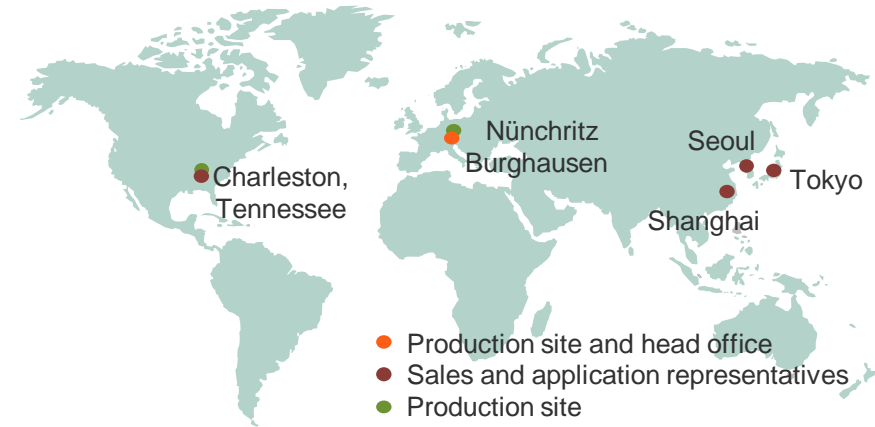 Nünchritz
Burghausen
Seoul
Tokyo
Shanghai
Charleston,
Tennessee
Production site and head office
Sales and application representatives
Production site